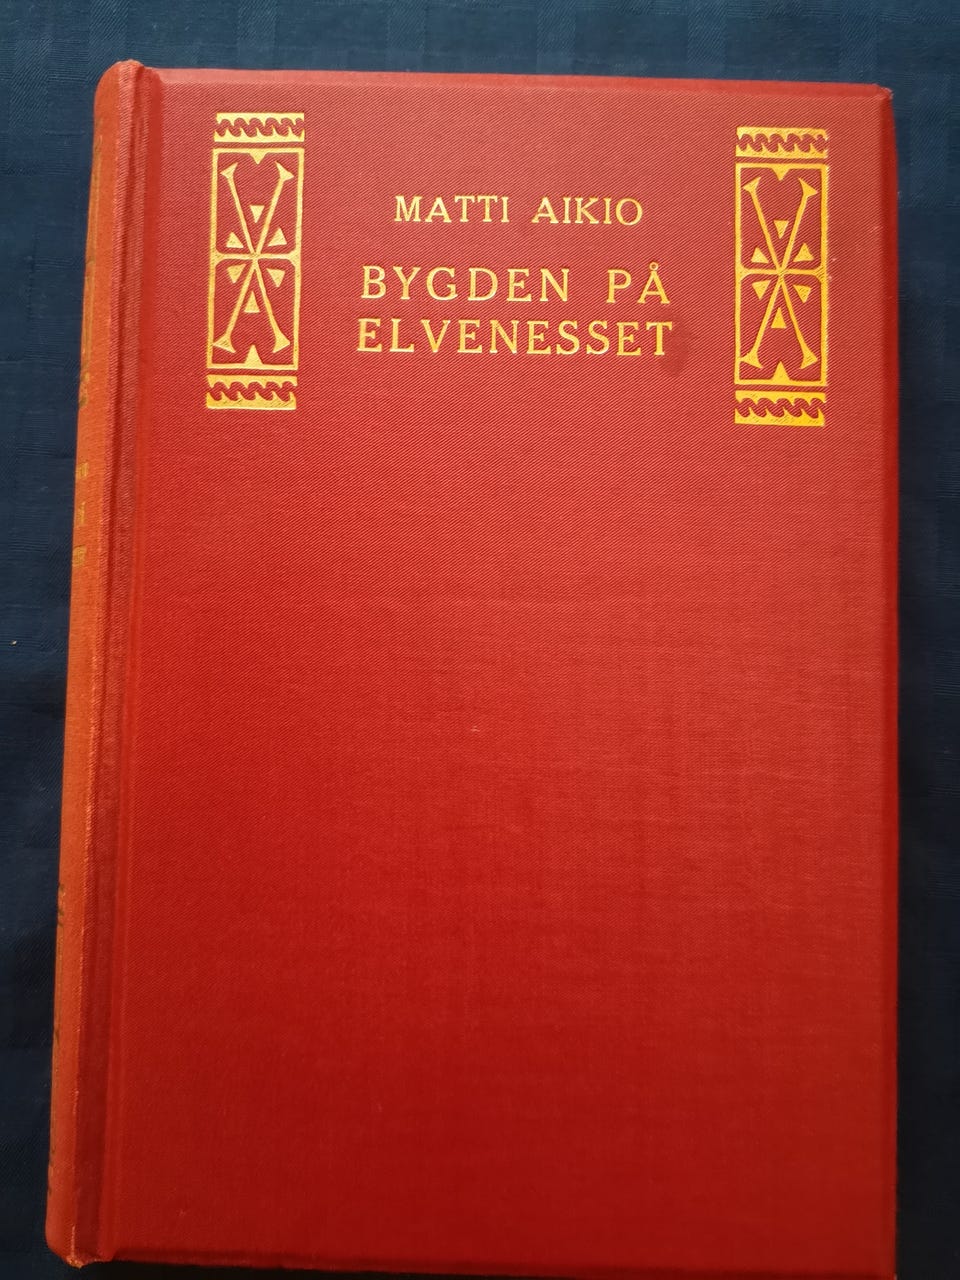 MATTI AIKIO
BYGDEN PÅ
ELVENESSET